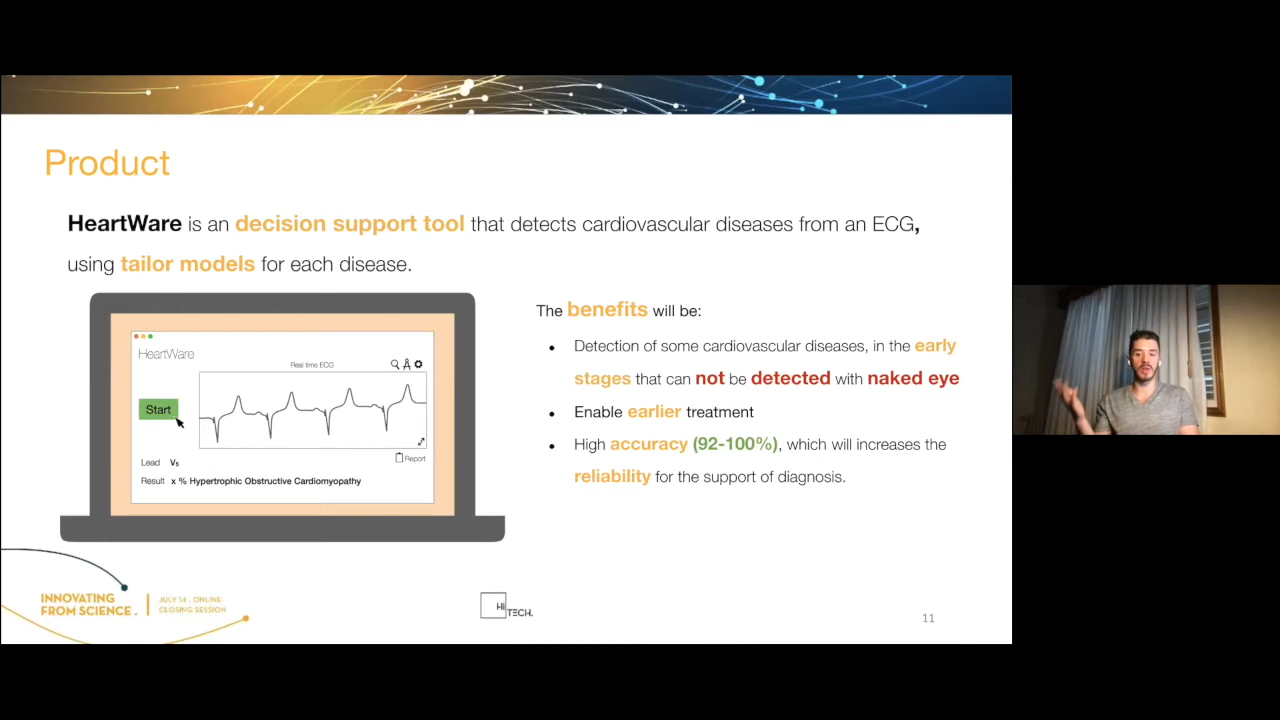 Product
HeartWare is an decision support tool that detects cardiovascular diseases from an ECG,
using tailor models for each disease.
HeartWare
Real time ECG
Start
Report
Lead V5
Result x % Hypertrophic Obstructive Cardiomyopathy
The benefits will be:
• Detection of some cardiovascular diseases, in the early
stages that can not be detected with naked eye
• Enable earlier treatment
• High accuracy (92-100%), which will increases the
reliability for the support of diagnosis.
INNOVATING
FROM SCIENCE.
JULY 14 . ONLINE
CLOSING SESSION
Hi
TECH.
11